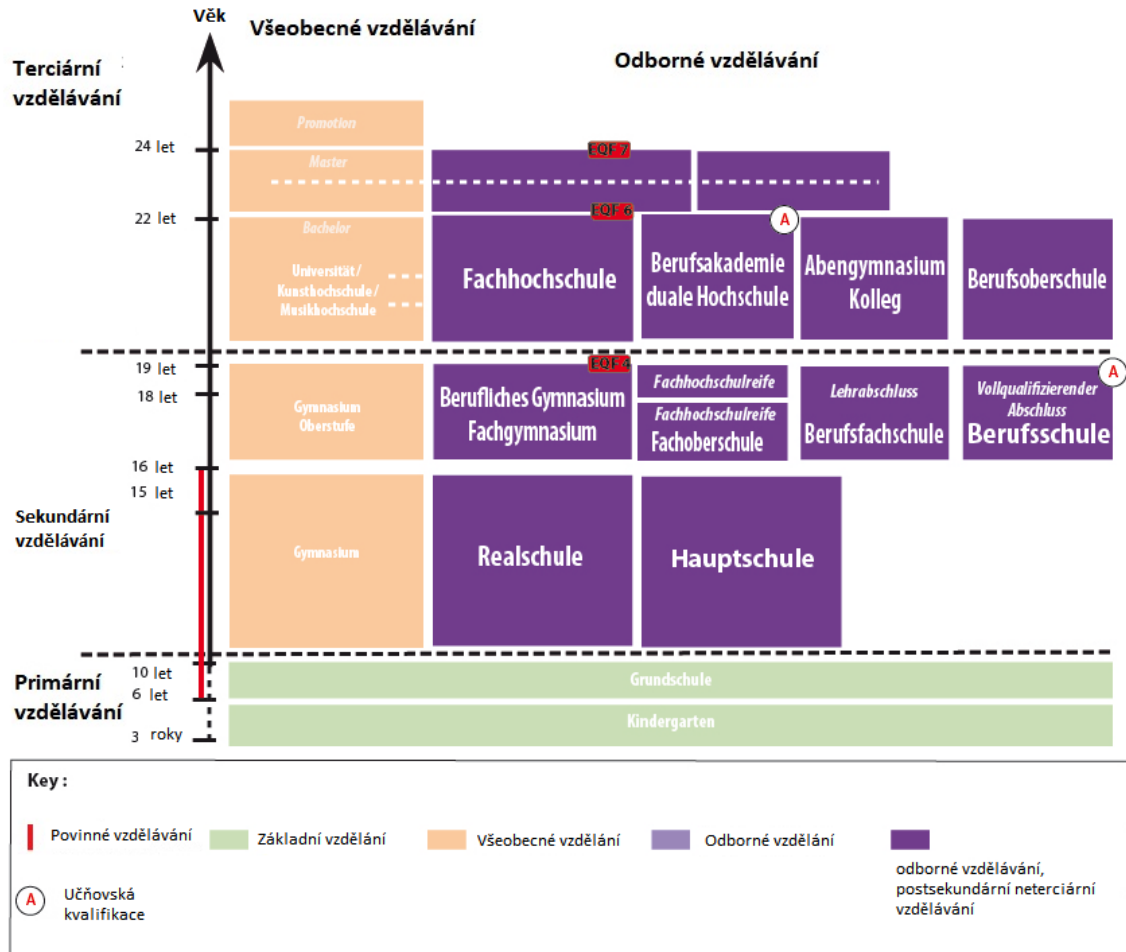 Věk
Všeobecné vzdělávání
Odborné vzdělávání
Terciární
vzdělávání
Promotion
24 let
EQF 7
Master
22 let
EQF 6
A
Bachelor
Universität /
Kunsthochschule /
Musikhochschule
Fachhochschule
Berufsakademie
duale Hochschule
Abengymnasium
Kolleg
Berufsoberschule
19 let
EQF 4
A
18 let
Gymnasium
Oberstufe
Berufliches Gymnasium
Fachgymnasium
Fachhochschulreife
Fachhochschulreife
Fachoberschule
Lehrabschluss
Berufsfachschule
Vollqualifizierender
Abschluss
Berufsschule
16 let
15 let
Sekundární
vzdělávání
Gymnasium
Realschule
Hauptschule
10 let
Primární
vzdělávání
6 let
3 roky
Grundschule
Kindergarten
Key :
Povinné vzdělávání
Základní vzdělání
Všeobecné vzdělání
Odborné vzdělání
odborné vzdělávání,
postsekundární neterciární
vzdělávání
A
Učňovská
kvalifikace